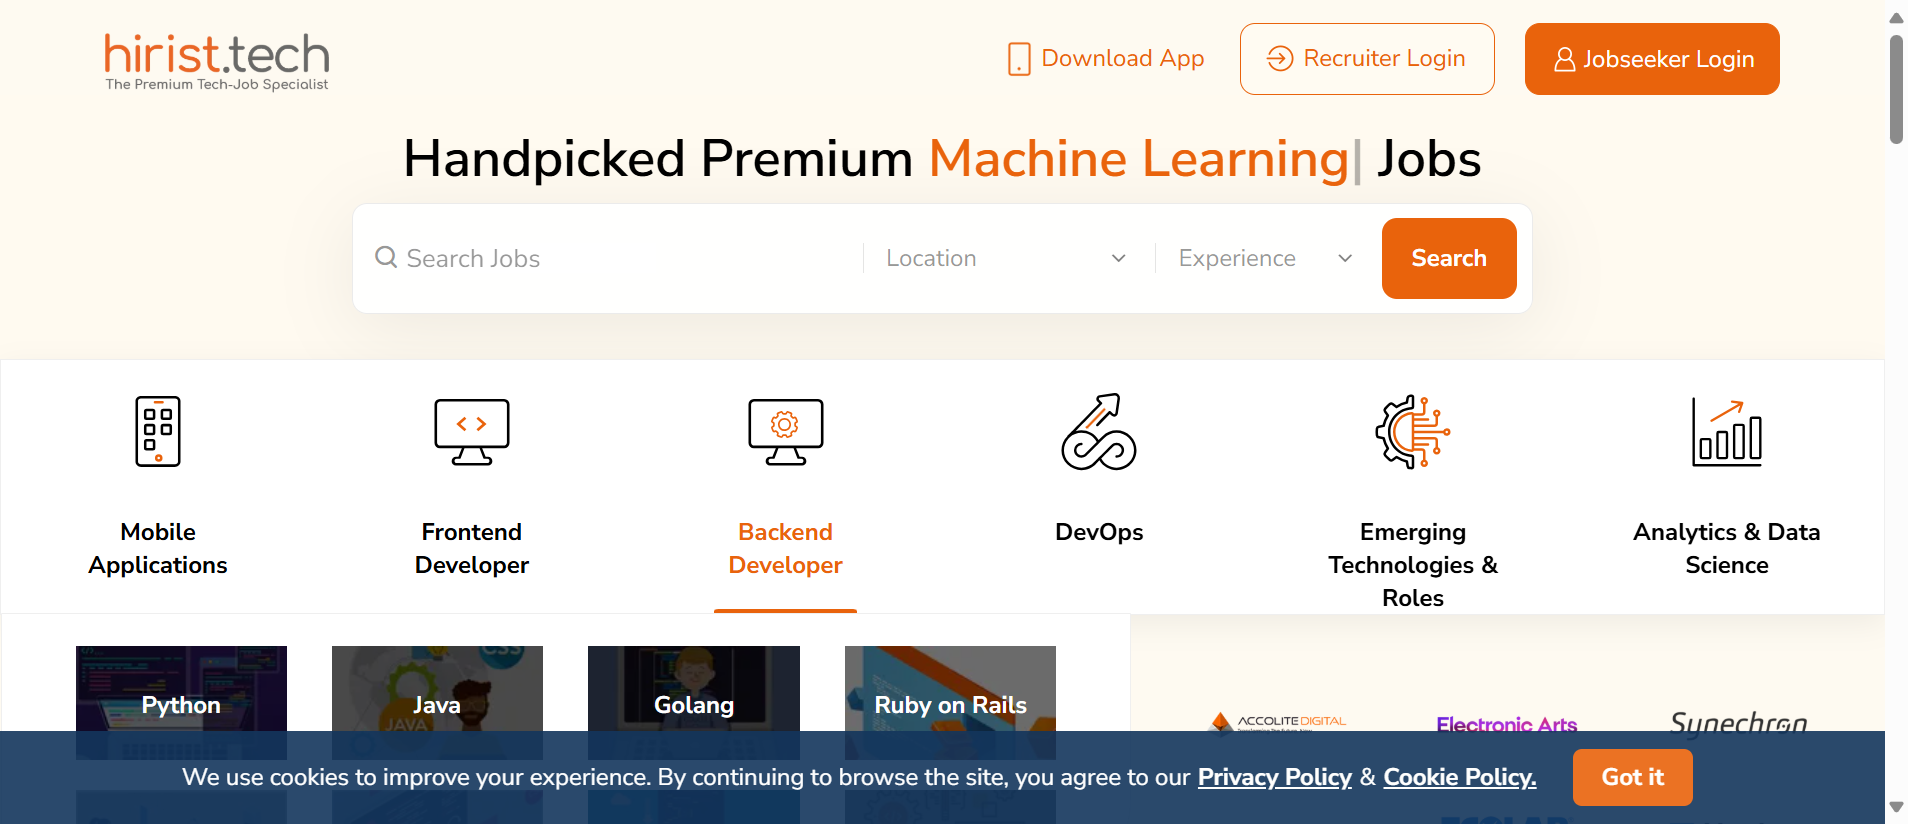 hirist.tech
The Premium Tech-Job Specialist
Download App
Recruiter Login
Jobseeker Login
Handpicked Premium Machine Learning| Jobs
Search Jobs
Location
Experience
Search
Mobile
Applications
Frontend
Developer
Backend
Developer
DevOps
Emerging
Technologies &
Roles
Analytics & Data
Science
Python
Java
Golang
Ruby on Rails
CSS
JAVA
ACCOLITE DIGITAL
Electronic Arts
Synechron
We use cookies to improve your experience. By continuing to browse the site, you agree to our Privacy Policy & Cookie Policy.
Got it